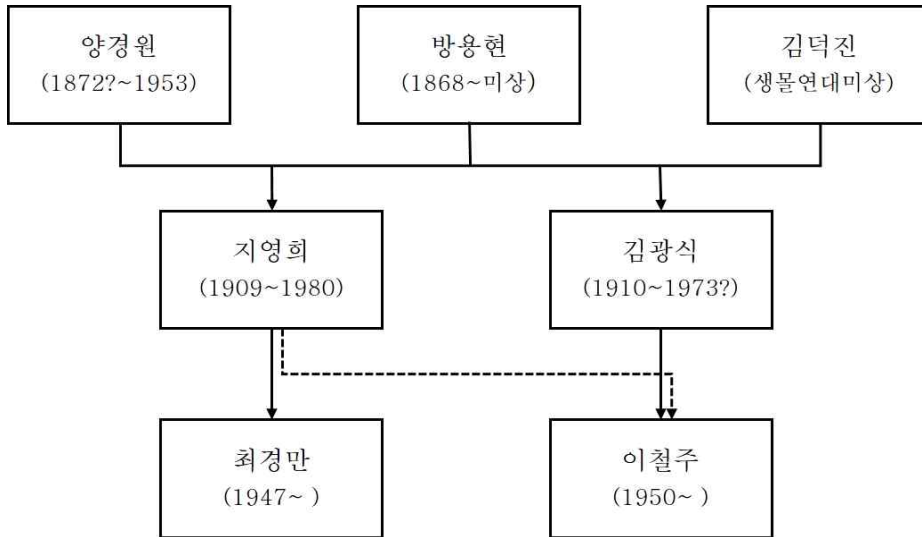 양경원
(1872?~1953)
방용현
(1868~미상)
김덕진
(생몰연대미상)
지영희
(1909~1980)
김광식
(1910~1973?)
최경만
(1947~ )
이철주
(1950~ )